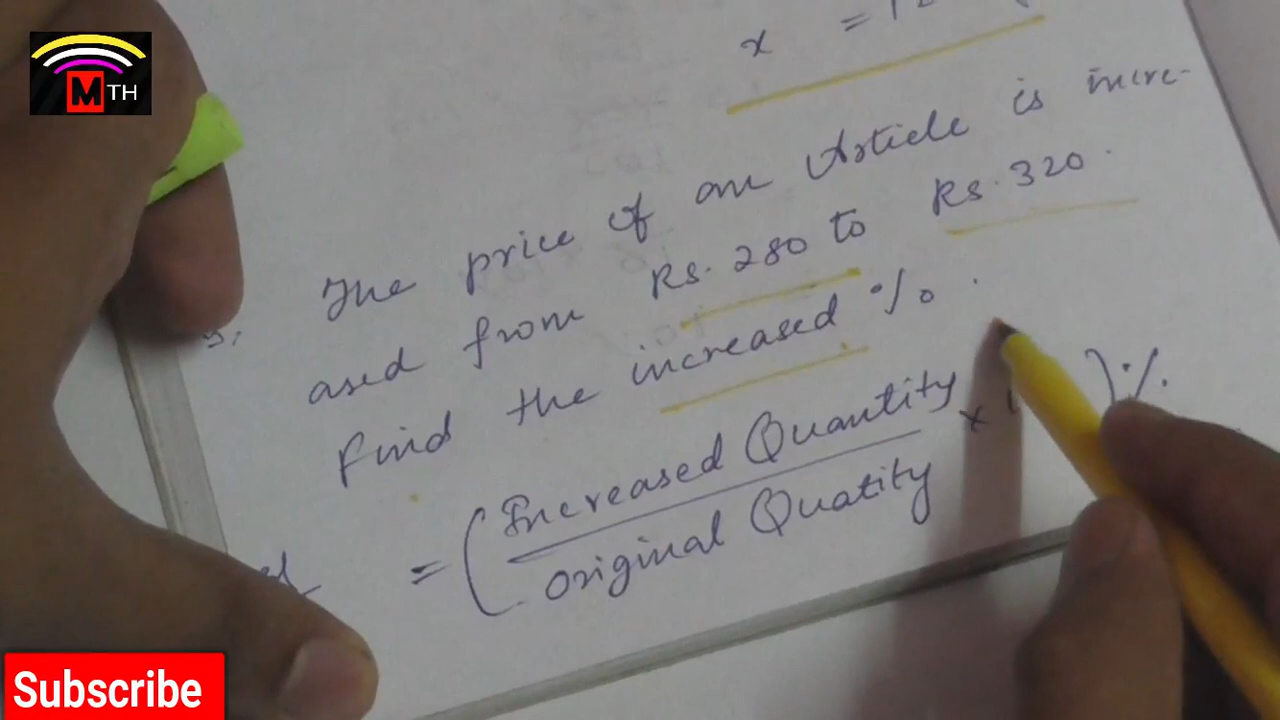 MTH
x =12
The price of an Article is incre-
ased from Rs. 280 to Rs. 320.
Find the increased %.
= (Increased Quantity × ) %
Original Quatity
Subscribe